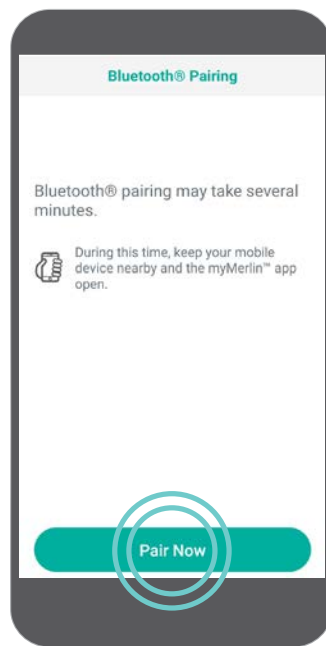 Bluetooth® Pairing
Bluetooth® pairing may take several
minutes.
During this time, keep your mobile
device nearby and the myMerlin™ app
open.
Pair Now